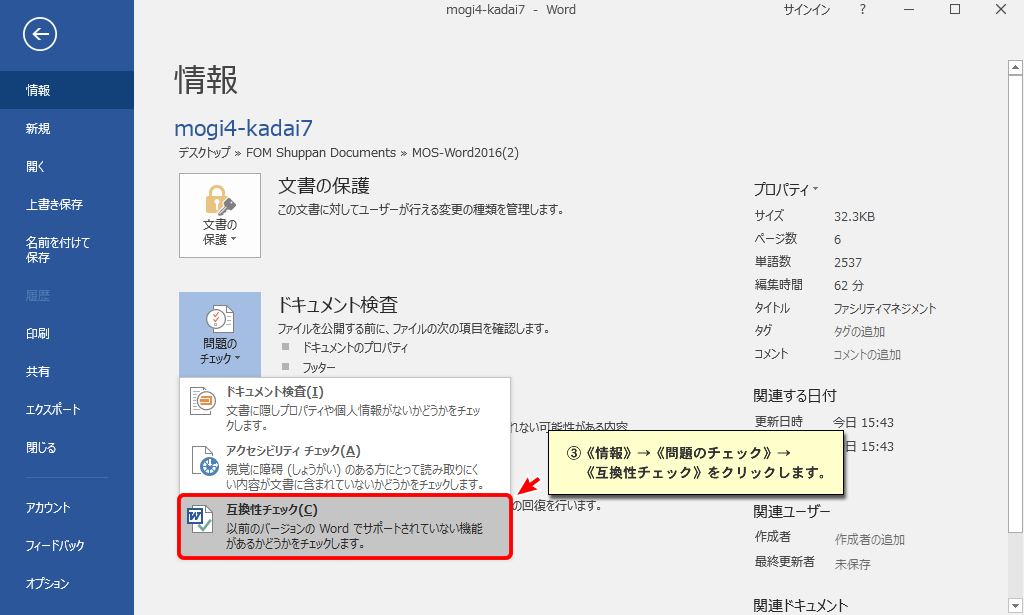 mogi4-kadai7 - Word
サインイン
?
情報
新規
開く
上書き保存
名前を付けて
保存
履歴
印刷
共有
エクスポート
閉じる
アカウント
フィードバック
オプション
情報
mogi4-kadai7
デスクトップ » FOM Shuppan Documents » MOS-Word2016(2)
文書の
保護
文書の保護
この文書に対してユーザーが行える変更の種類を管理します。
問題の
チェック
ドキュメント検査
ファイルを公開する前に、ファイルの次の項目を確認します。
ドキュメントのプロパティ
フッター
ドキュメント検査(I)
文書に隠しプロパティや個人情報がないかどうかをチェッ
クします。
アクセシビリティ チェック(A)
視覚に障碍 (しょうがい) のある方にとって読み取りにく
い内容が文書に含まれていないかどうかをチェックします。
互換性チェック(C)
以前のバージョンの Word でサポートされていない機能
があるかどうかをチェックします。
れない可能性がある内容
の回復を行います。
③《情報》→《問題のチェック》→
《互換性チェック》をクリックします。
プロパティ
サイズ 32.3KB
ページ数 6
単語数 2537
編集時間 62 分
タイトル ファシリティマネジメント
タグ タグの追加
コメント コメントの追加
関連する日付
更新日時 今日 15:43
日 15:43
関連ユーザー
作成者 作成者の追加
最終更新者 未保存
関連ドキュメント